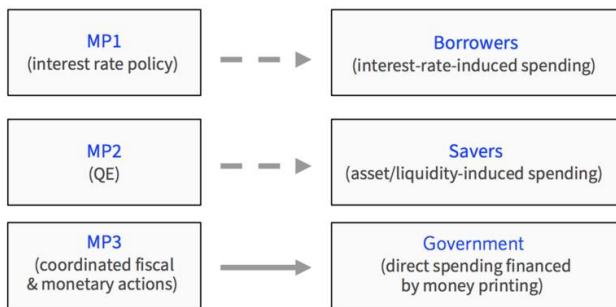 MP1
(interest rate policy)
Borrowers
(interest-rate-induced spending)
MP2
(QE)
Savers
(asset/liquidity-induced spending)
MP3
(coordinated fiscal
& monetary actions)
Government
(direct spending financed
by money printing)